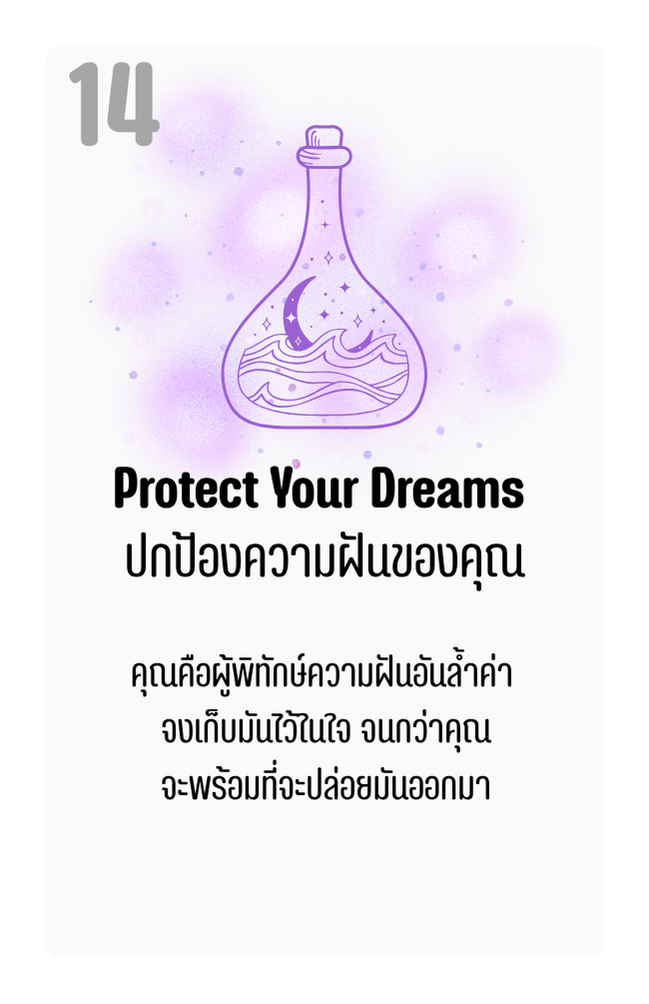 14
Protect Your Dreams
ปกป้องความฝันของคุณ
คุณคือผู้พิทักษ์ความฝันอันล้ำค่า
จงเก็บมันไว้ในใจ จนกว่าคุณ
จะพร้อมที่จะปล่อยมันออกมา